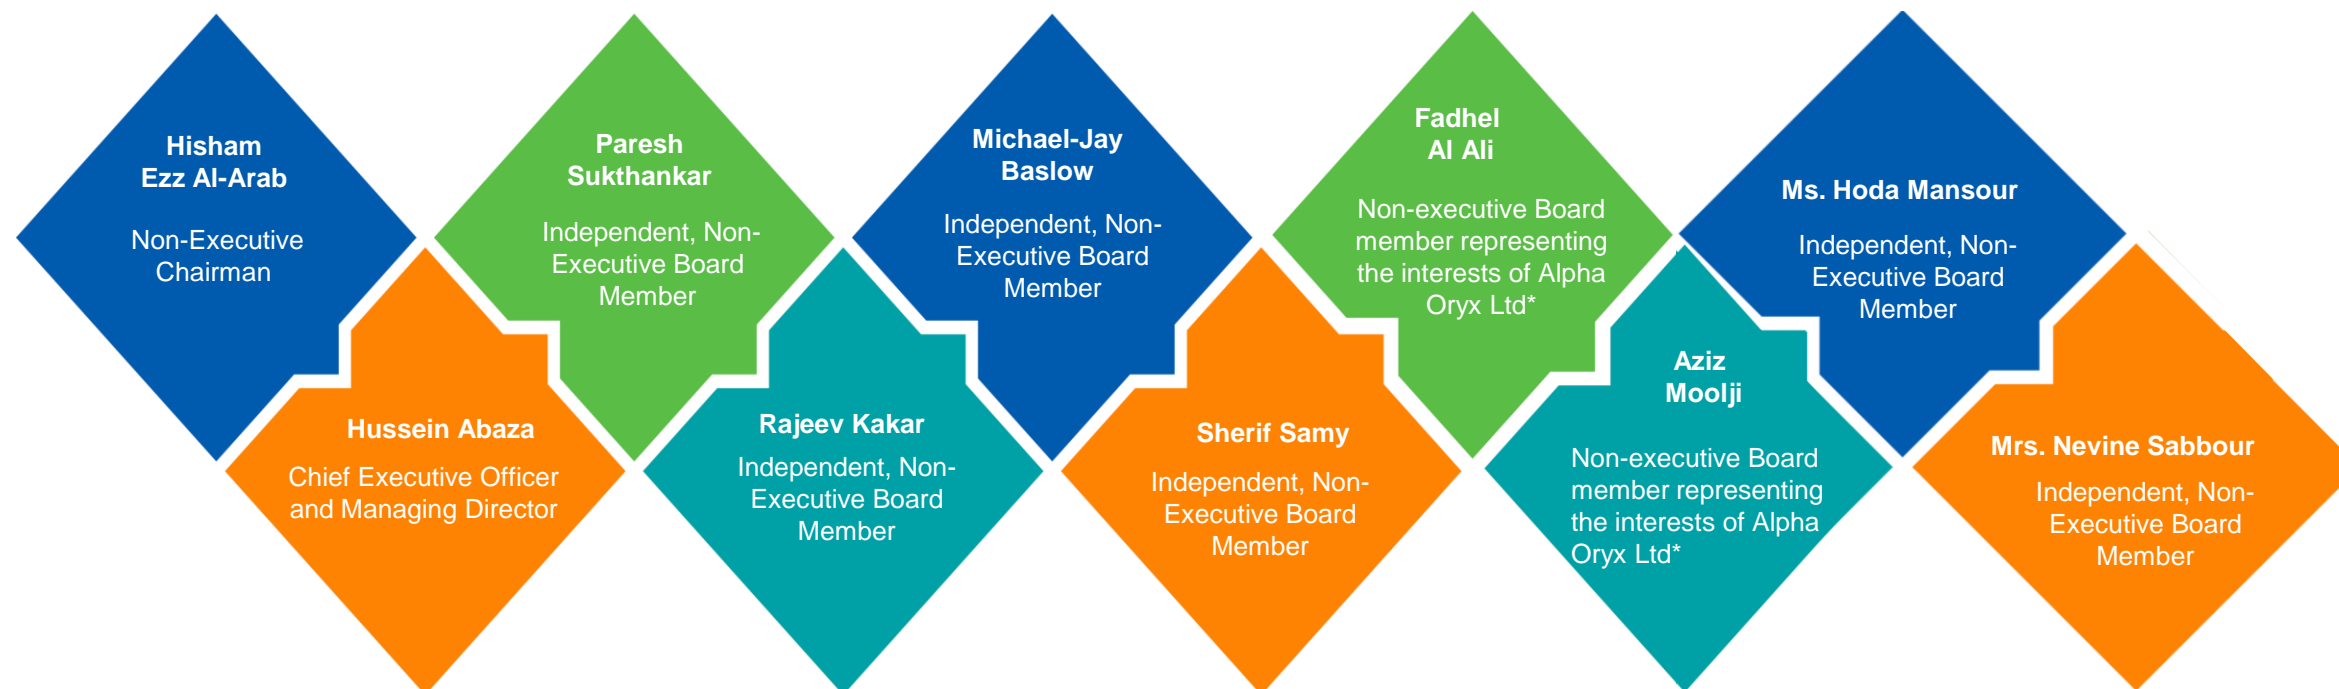 Hisham
Ezz Al-Arab
Non-Executive
Chairman
Hussein Abaza
Chief Executive Officer
and Managing Director
Paresh
Sukthankar
Independent, Non-
Executive Board
Member
Rajeev Kakar
Independent, Non-
Executive Board
Member
Michael-Jay
Baslow
Independent, Non-
Executive Board
Member
Sherif Samy
Independent, Non-
Executive Board
Member
Fadhel
Al Ali
Non-executive Board
member representing
the interests of Alpha
Oryx Ltd*
Aziz
Moolji
Non-executive Board
member representing
the interests of Alpha
Oryx Ltd*
Ms. Hoda Mansour
Independent, Non-
Executive Board
Member
Mrs. Nevine Sabbour
Independent, Non-
Executive Board
Member